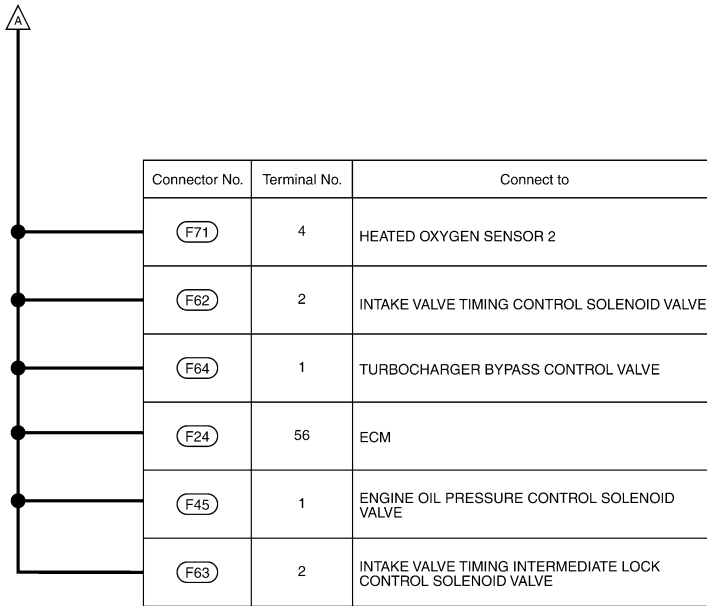 A
Connector No. Terminal No. Connect to
F71 4 HEATED OXYGEN SENSOR 2
F62 2 INTAKE VALVE TIMING CONTROL SOLENOID VALVE
F64 1 TURBOCHARGER BYPASS CONTROL VALVE
F24 56 ECM
F45 1 ENGINE OIL PRESSURE CONTROL SOLENOID
VALVE
F63 2 INTAKE VALVE TIMING INTERMEDIATE LOCK
CONTROL SOLENOID VALVE